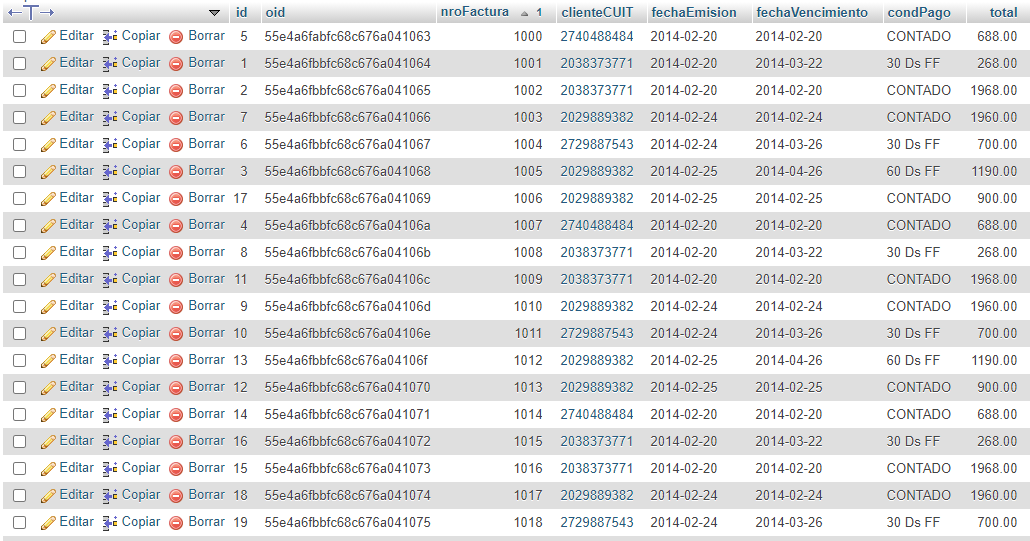 id oid nroFactura 1 clienteCUIT fechaEmision fechaVencimiento condPago total
Editar Copiar Borrar 5 55e4a6fabfc68c676a041063 1000 2740488484 2014-02-20 2014-02-20 CONTADO 688.00
Editar Copiar Borrar 1 55e4a6fbbfc68c676a041064 1001 2038373771 2014-02-20 2014-03-22 30 Ds FF 268.00
Editar Copiar Borrar 2 55e4a6fbbfc68c676a041065 1002 2038373771 2014-02-20 2014-02-20 CONTADO 1968.00
Editar Copiar Borrar 7 55e4a6fbbfc68c676a041066 1003 2029889382 2014-02-24 2014-02-24 CONTADO 1960.00
Editar Copiar Borrar 6 55e4a6fbbfc68c676a041067 1004 2729887543 2014-02-24 2014-03-26 30 Ds FF 700.00
Editar Copiar Borrar 3 55e4a6fbbfc68c676a041068 1005 2029889382 2014-02-25 2014-04-26 60 Ds FF 1190.00
Editar Copiar Borrar 17 55e4a6fbbfc68c676a041069 1006 2029889382 2014-02-25 2014-02-25 CONTADO 900.00
Editar Copiar Borrar 4 55e4a6fbbfc68c676a04106a 1007 2740488484 2014-02-20 2014-02-20 CONTADO 688.00
Editar Copiar Borrar 8 55e4a6fbbfc68c676a04106b 1008 2038373771 2014-02-20 2014-03-22 30 Ds FF 268.00
Editar Copiar Borrar 11 55e4a6fbbfc68c676a04106c 1009 2038373771 2014-02-20 2014-02-20 CONTADO 1968.00
Editar Copiar Borrar 9 55e4a6fbbfc68c676a04106d 1010 2029889382 2014-02-24 2014-02-24 CONTADO 1960.00
Editar Copiar Borrar 10 55e4a6fbbfc68c676a04106e 1011 2729887543 2014-02-24 2014-03-26 30 Ds FF 700.00
Editar Copiar Borrar 13 55e4a6fbbfc68c676a04106f 1012 2029889382 2014-02-25 2014-04-26 60 Ds FF 1190.00
Editar Copiar Borrar 12 55e4a6fbbfc68c676a041070 1013 2029889382 2014-02-25 2014-02-25 CONTADO 900.00
Editar Copiar Borrar 14 55e4a6fbbfc68c676a041071 1014 2740488484 2014-02-20 2014-02-20 CONTADO 688.00
Editar Copiar Borrar 16 55e4a6fbbfc68c676a041072 1015 2038373771 2014-02-20 2014-03-22 30 Ds FF 268.00
Editar Copiar Borrar 15 55e4a6fbbfc68c676a041073 1016 2038373771 2014-02-20 2014-02-20 CONTADO 1968.00
Editar Copiar Borrar 18 55e4a6fbbfc68c676a041074 1017 2029889382 2014-02-24 2014-02-24 CONTADO 1960.00
Editar Copiar Borrar 19 55e4a6fbbfc68c676a041075 1018 2729887543 2014-02-24 2014-03-26 30 Ds FF 700.00